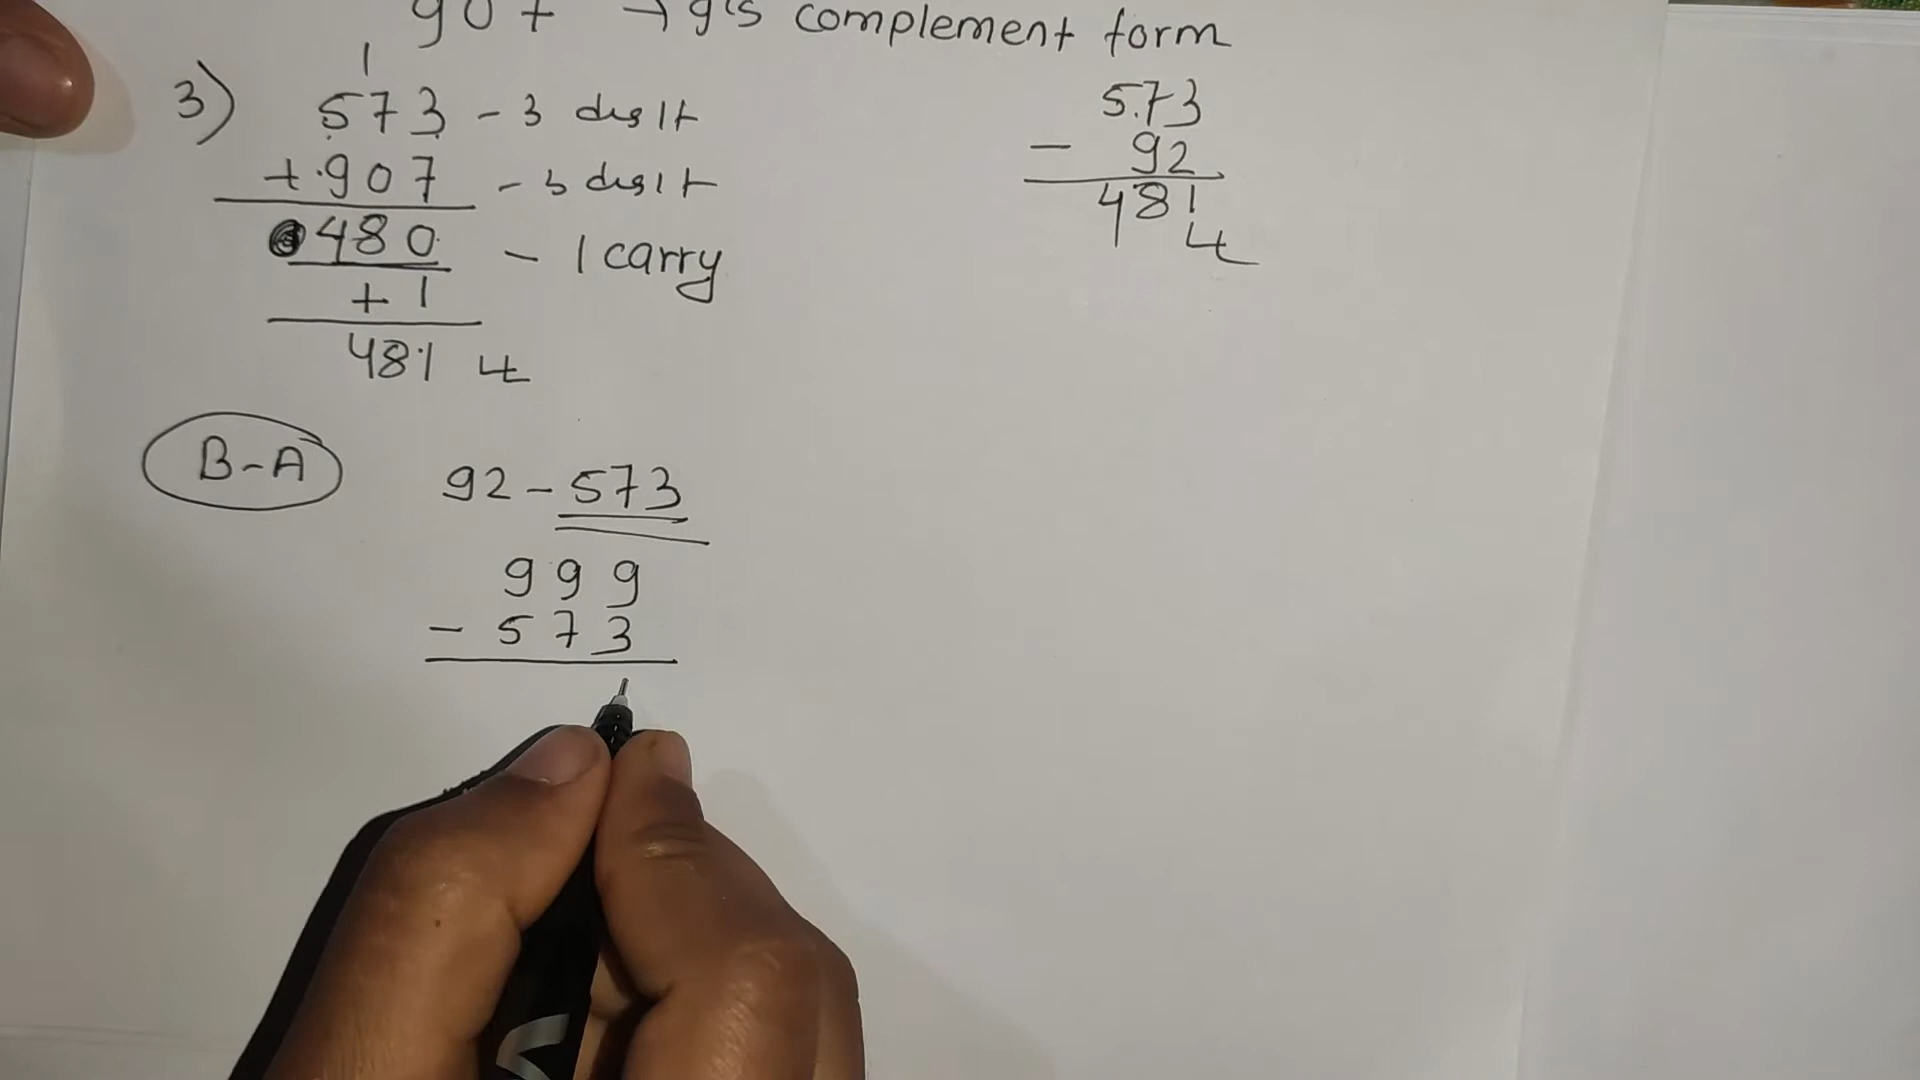 907 → 9's complement form
1
3) 573 - 3 digit
+ 907 - 3 digit
480 - 1 carry
+ 1
481
573
- 92
481
B-A
92 - 573
999
- 573